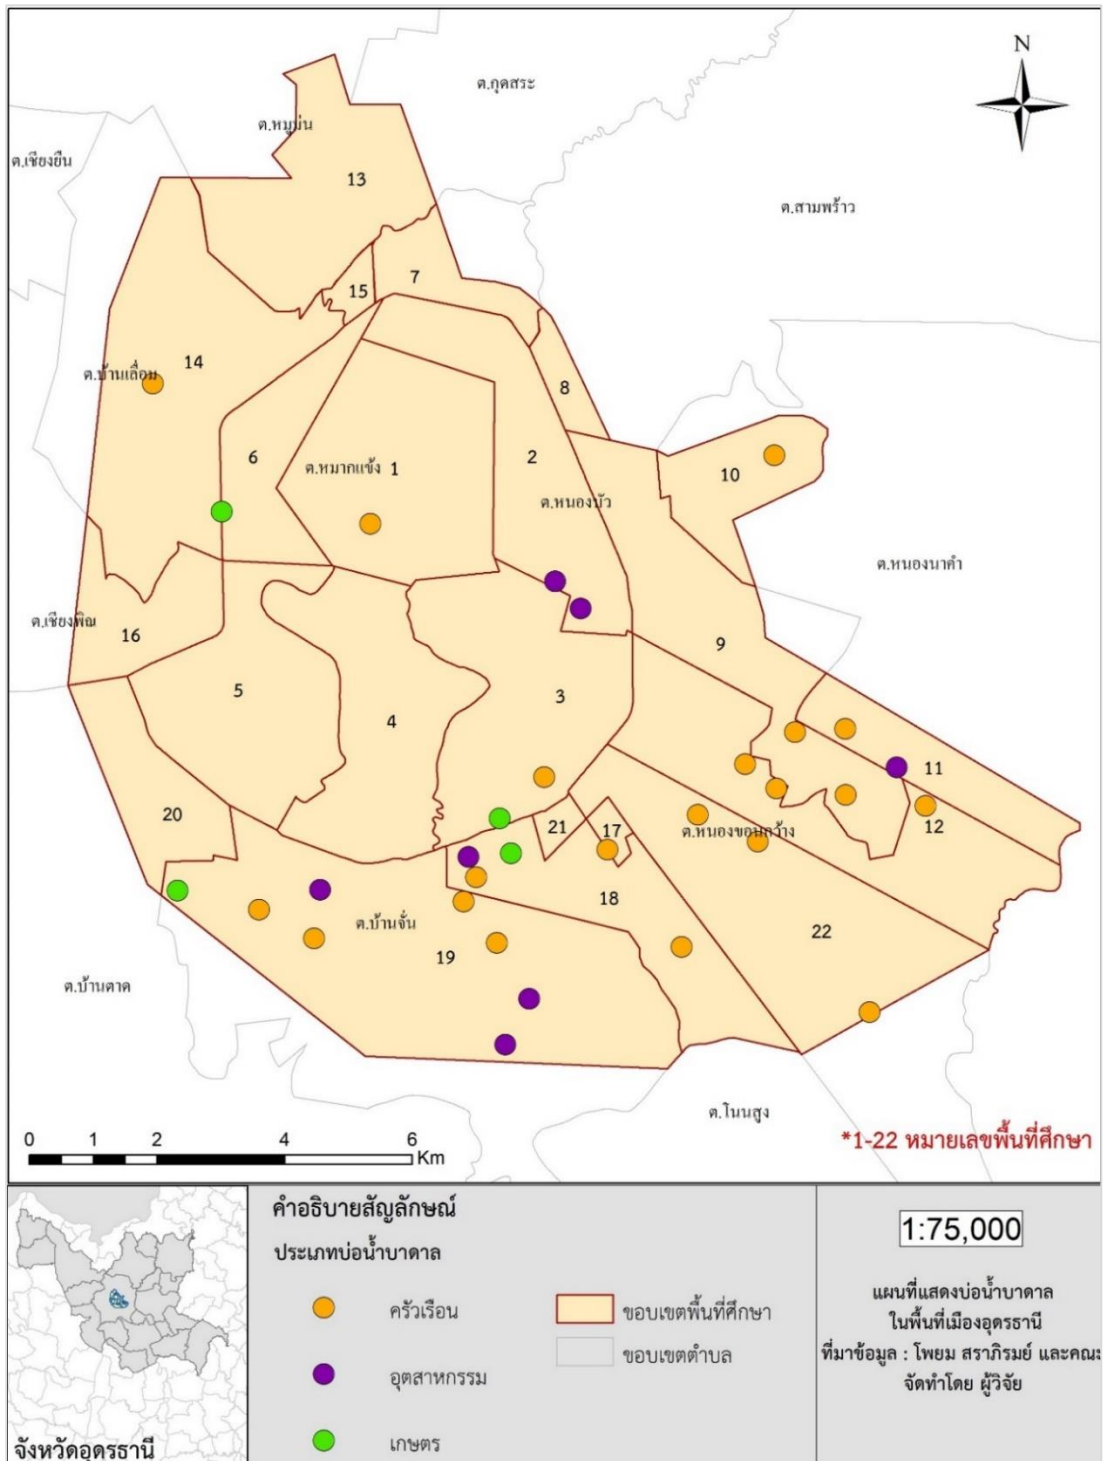 N
ต.กุดสระ
ต.หมูม่น
ต.เชียงยืน
13
ต.สามพร้าว
7
15
14
ต.บ้านเลื่อม
8
6
ต.หมากแข้ง 1
2
10
ต.หนองบัว
ต.หนองนาคำ
ต.เชียงพิณ
16
9
5
4
3
11
20
21
17
ต.หนองขอนกว้าง
12
18
ต.บ้านจั่น
22
19
ต.บ้านตาด
ต.โนนสูง
0 1 2 4 6
Km
*1-22 หมายเลขพื้นที่ศึกษา
จังหวัดอุดรธานี
คำอธิบายสัญลักษณ์
ประเภทบ่อน้ำบาดาล
ครัวเรือน
อุตสาหกรรม
เกษตร
ขอบเขตพื้นที่ศึกษา
ขอบเขตตำบล
1:75,000
แผนที่แสดงบ่อน้ำบาดาล
ในพื้นที่เมืองอุดรธานี
ที่มาข้อมูล : โพยม สราภิรมย์ และคณะ
จัดทำโดย ผู้วิจัย